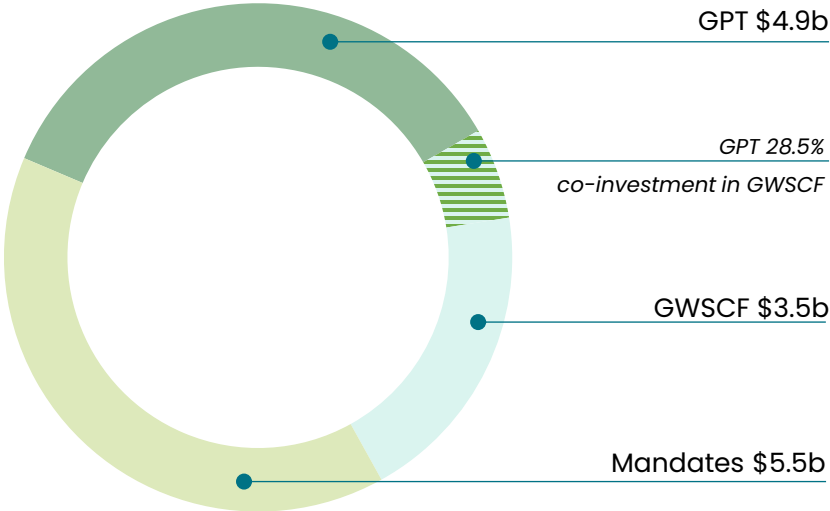 GPT $4.9b
GPT 28.5%
co-investment in GWSCF
GWSCF $3.5b
Mandates $5.5b